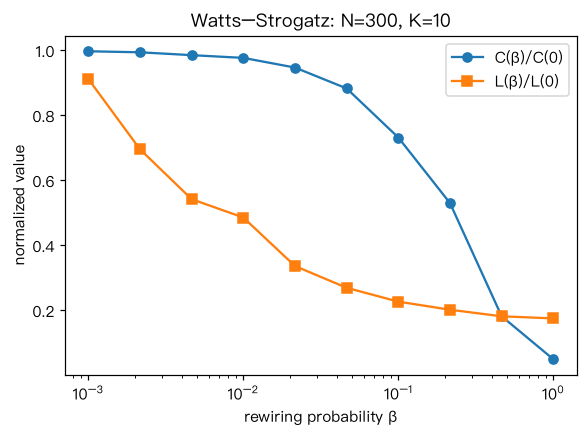 Watts—Strogatz: N=300, K=10
C(β)/C(0)
L(β)/L(0)
normalized value
1.0
0.8
0.6
0.4
0.2
10⁻³
10⁻²
10⁻¹
10⁰
rewiring probability β